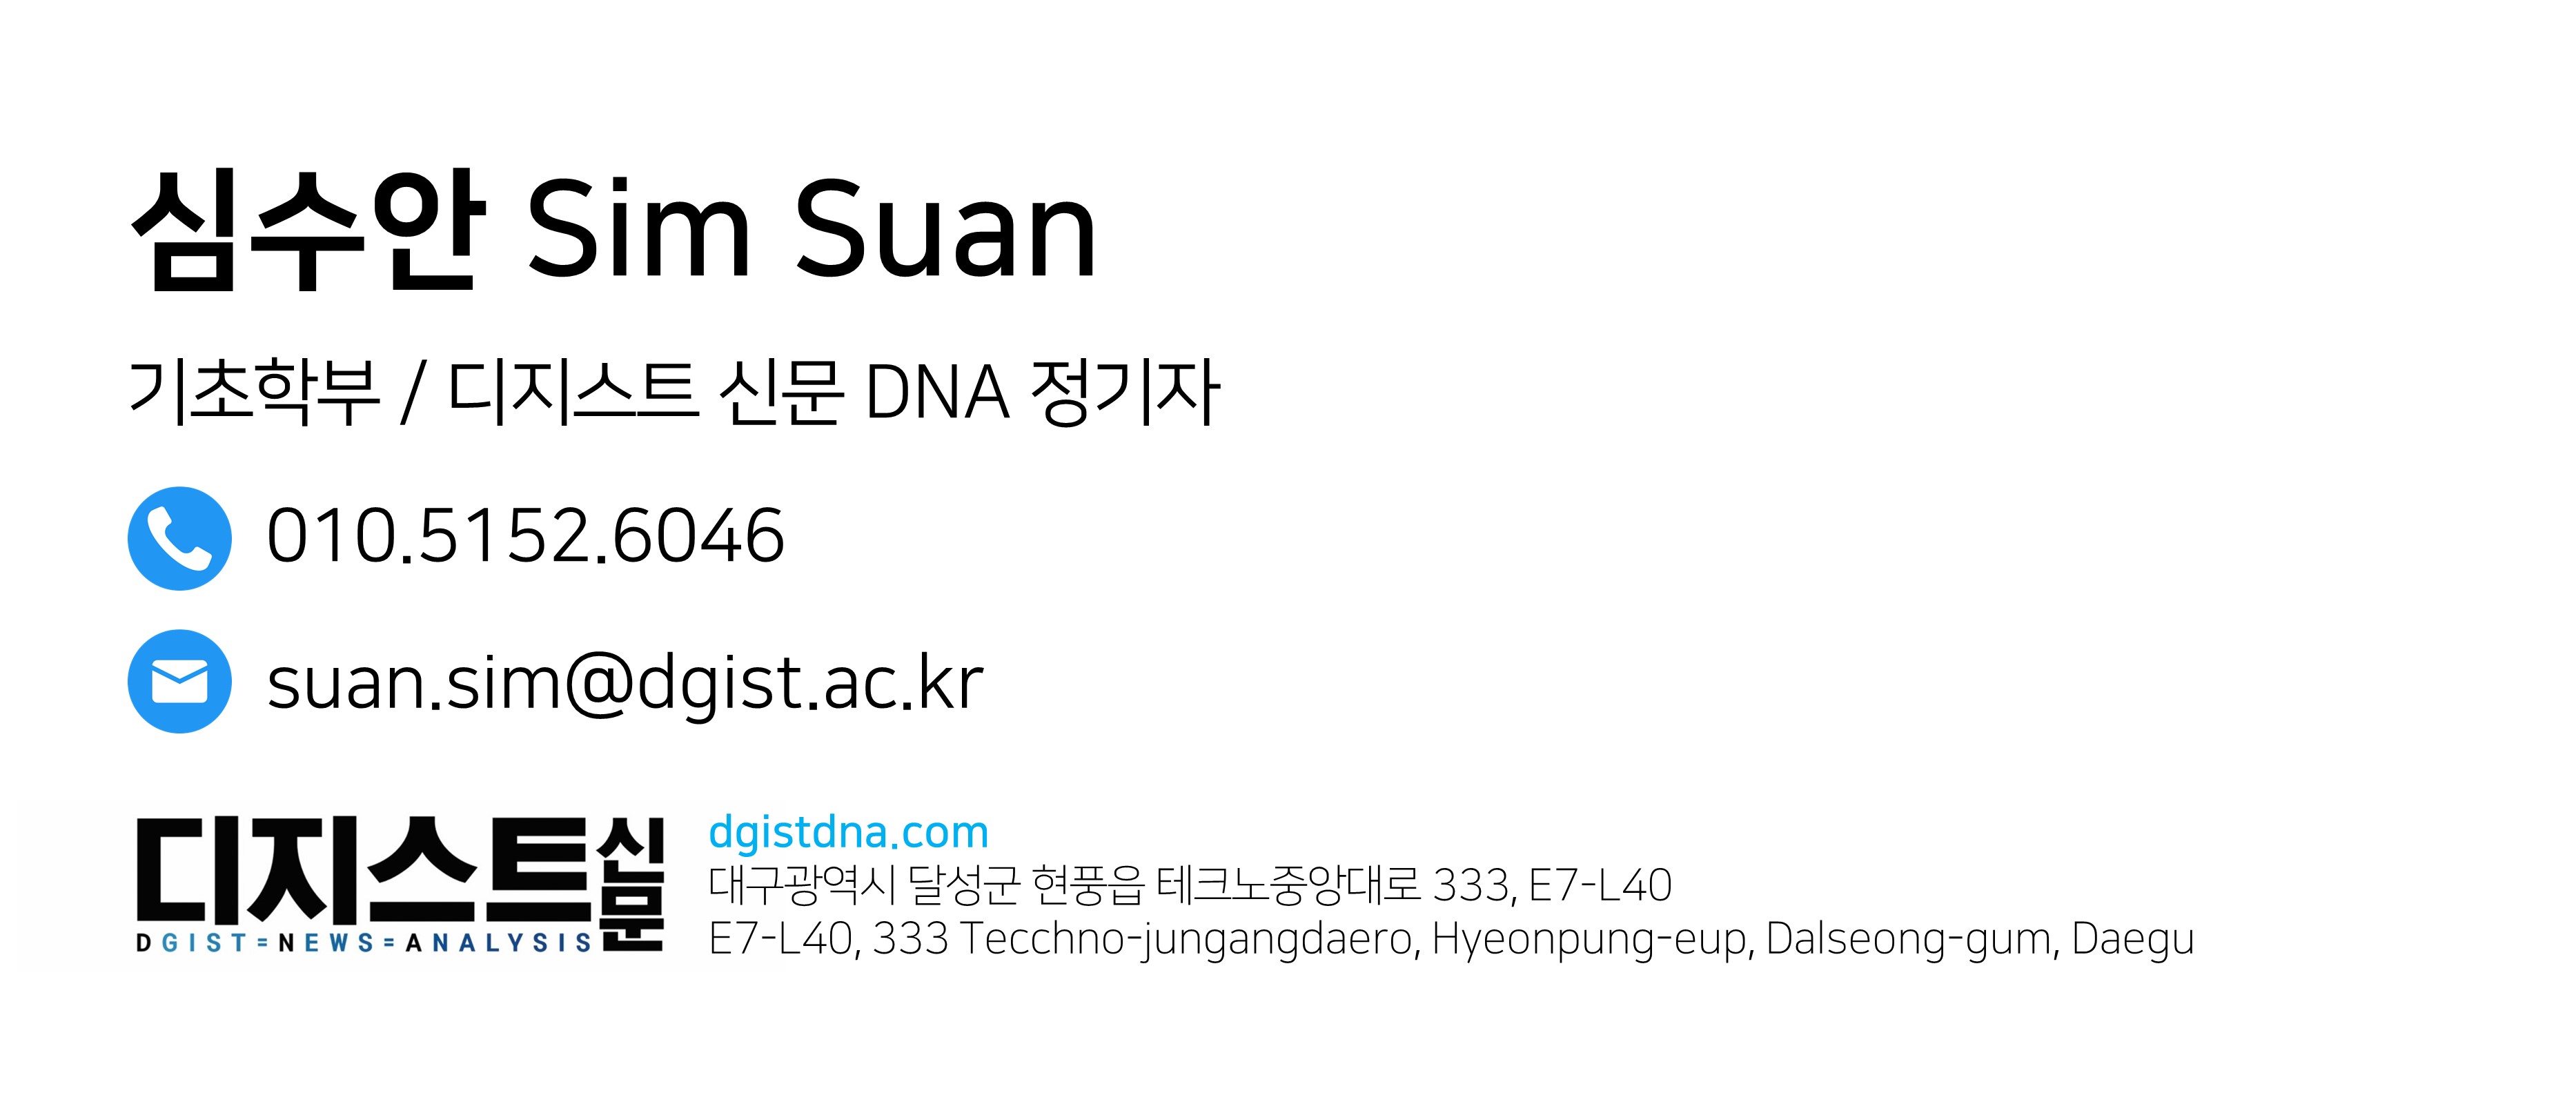 심수안 Sim Suan
기초학부 / 디지스트 신문 DNA 정기자
010.5152.6046
suan.sim@dgist.ac.kr
디지스트신문
DGIST=NEWS=ANALYSIS
dgistdna.com
대구광역시 달성군 현풍읍 테크노중앙대로 333, E7-L40
E7-L40, 333 Tecchno-jungangdaero, Hyeonpung-eup, Dalseong-gum, Daegu